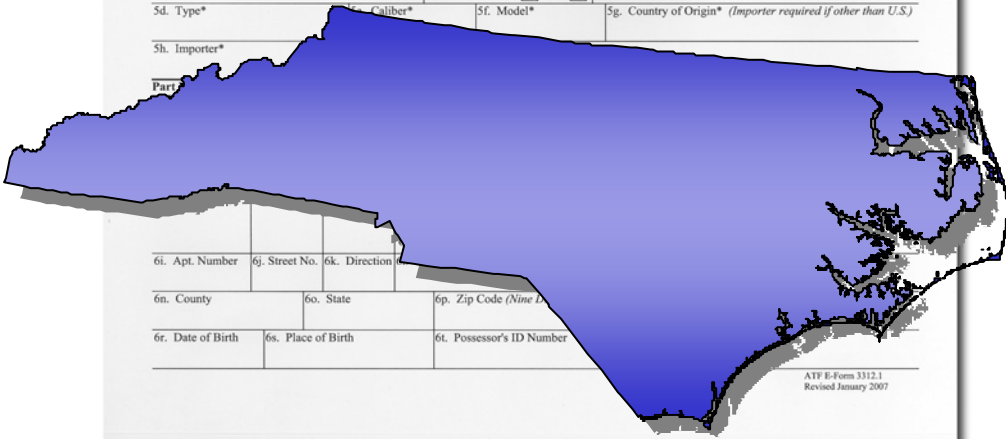 5d. Type* Caliber* 5f. Model* 5g. Country of Origin* (Importer required if other than U.S.)
5h. Importer*
Part
6i. Apt. Number 6j. Street No. 6k. Direction
6n. County 6o. State 6p. Zip Code (Nine
6r. Date of Birth 6s. Place of Birth 6t. Possessor's ID Number
ATF E-Form 3312.1
Revised January 2007